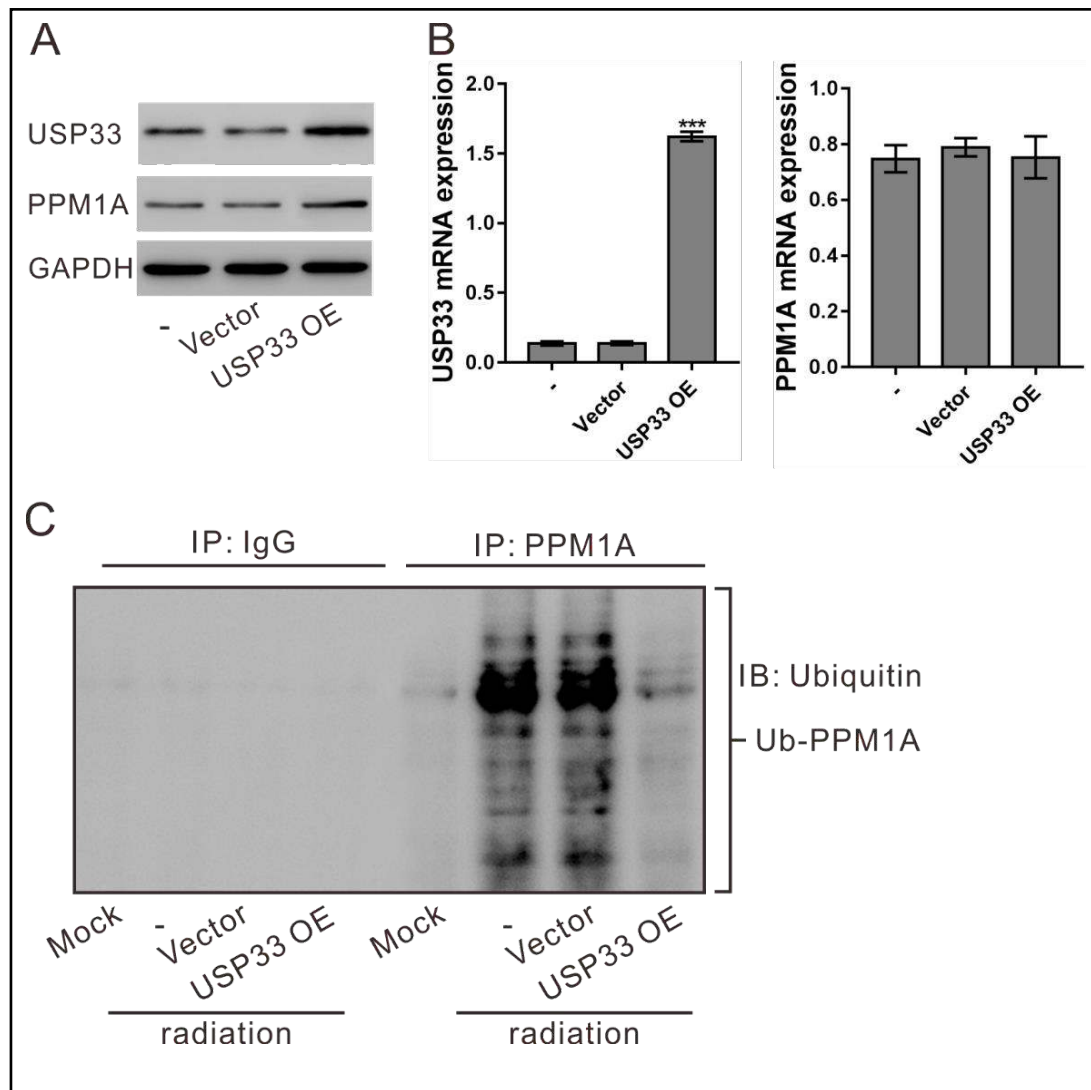 A
USP33
PPM1A
GAPDH
-
Vector
USP33 OE
B
USP33 mRNA expression
2.0
1.5
1.0
0.5
0.0
***
-
Vector
USP33 OE
PPM1A mRNA expression
1.0
0.8
0.6
0.4
0.2
0.0
-
Vector
USP33 OE
C
IP: IgG
IP: PPM1A
IB: Ubiquitin
Ub-PPM1A
Mock
-
Vector
USP33 OE
radiation
Mock
-
Vector
USP33 OE
radiation